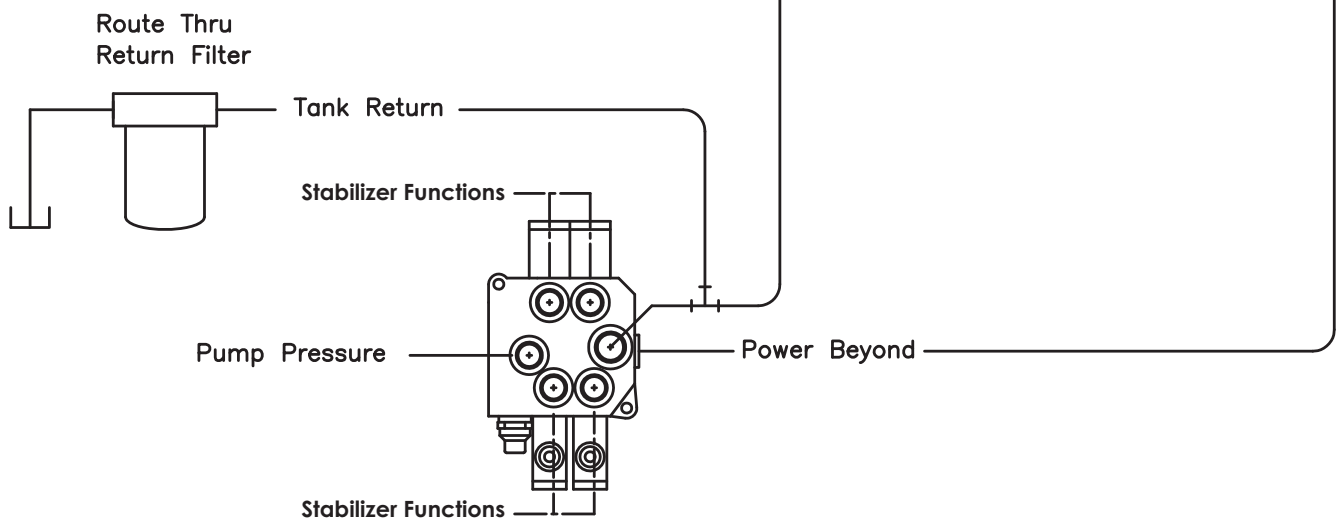 Route Thru
Return Filter
Tank Return
Stabilizer Functions
Pump Pressure
Power Beyond
Stabilizer Functions